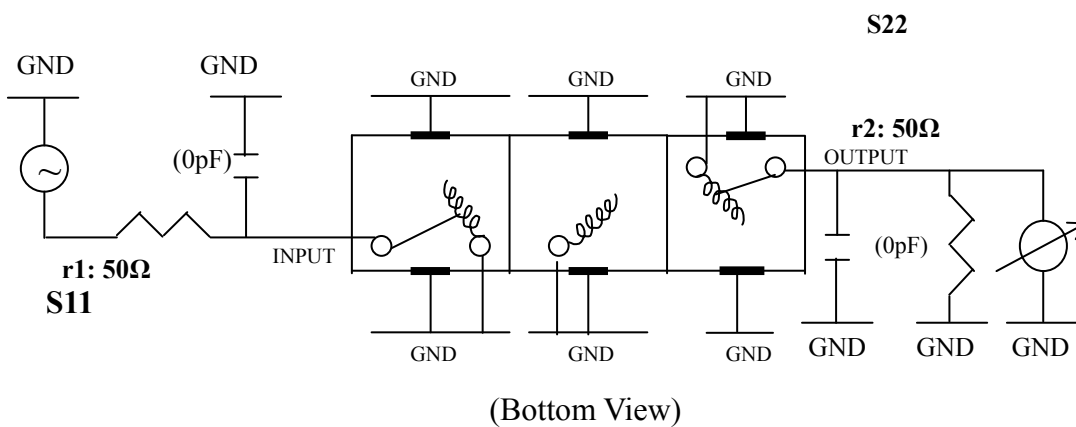 S22
GND
GND
GND
GND
GND
r2: 50Ω
(0pF)
OUTPUT
~
INPUT
(0pF)
r1: 50Ω
S11
GND
GND
GND
GND
GND
GND
(Bottom View)